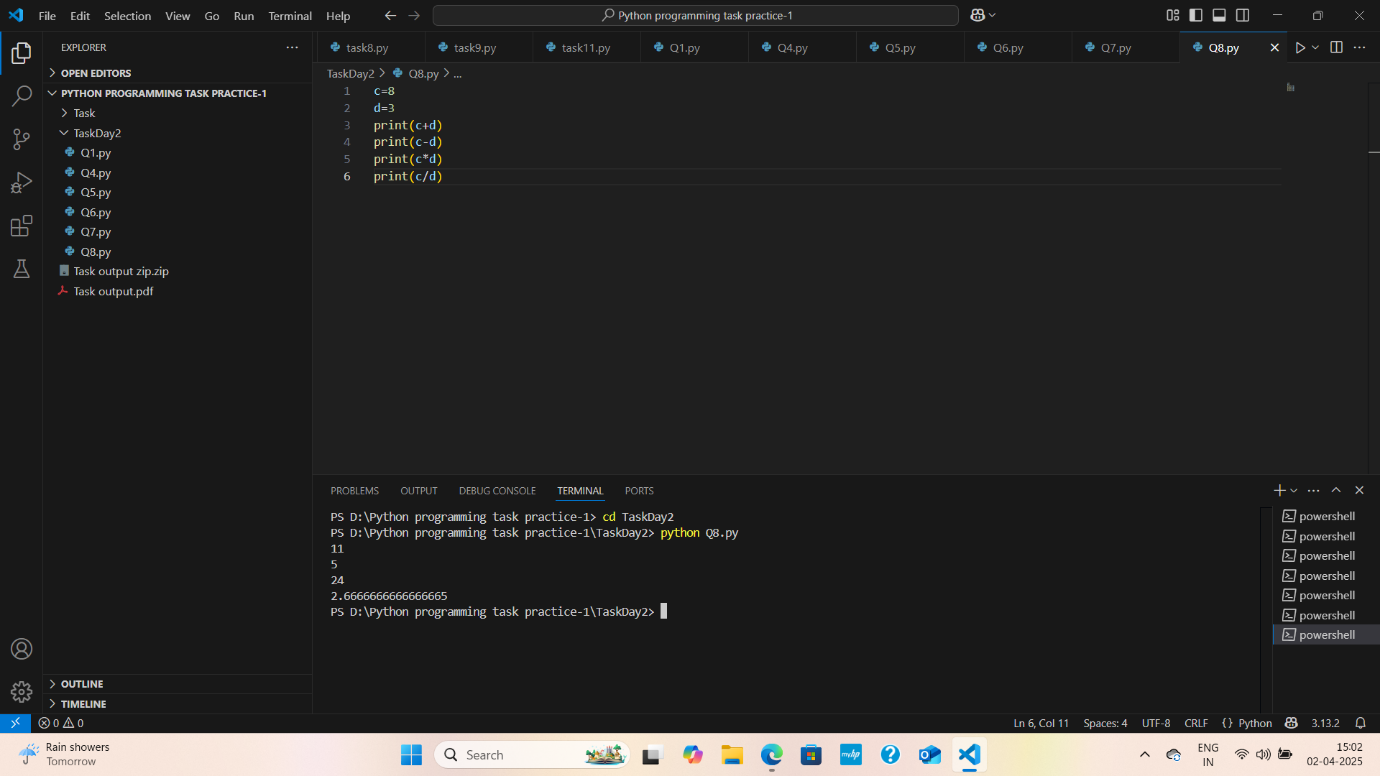 File Edit Selection View Go Run Terminal Help
Python programming task practice-1
EXPLORER
task8.py task9.py task11.py Q1.py Q4.py Q5.py Q6.py Q7.py Q8.py
OPEN EDITORS
PYTHON PROGRAMMING TASK PRACTICE-1
Task
TaskDay2
Q1.py
Q4.py
Q5.py
Q6.py
Q7.py
Q8.py
Task output zip.zip
Task output.pdf
OUTLINE
TIMELINE
TaskDay2 > Q8.py > ...
1 c=8
2 d=3
3 print(c+d)
4 print(c-d)
5 print(c*d)
6 print(c/d)
PROBLEMS OUTPUT DEBUG CONSOLE TERMINAL PORTS
PS D:\Python programming task practice-1> cd TaskDay2
PS D:\Python programming task practice-1\TaskDay2> python Q8.py
11
5
24
2.6666666666666665
PS D:\Python programming task practice-1\TaskDay2>
powershell
powershell
powershell
powershell
powershell
powershell
powershell
0 0 Ln 6, Col 11 Spaces: 4 UTF-8 CRLF {} Python 3.13.2
Rain showers
Tomorrow
Search
myhp
ENG
IN
15:02
02-04-2025